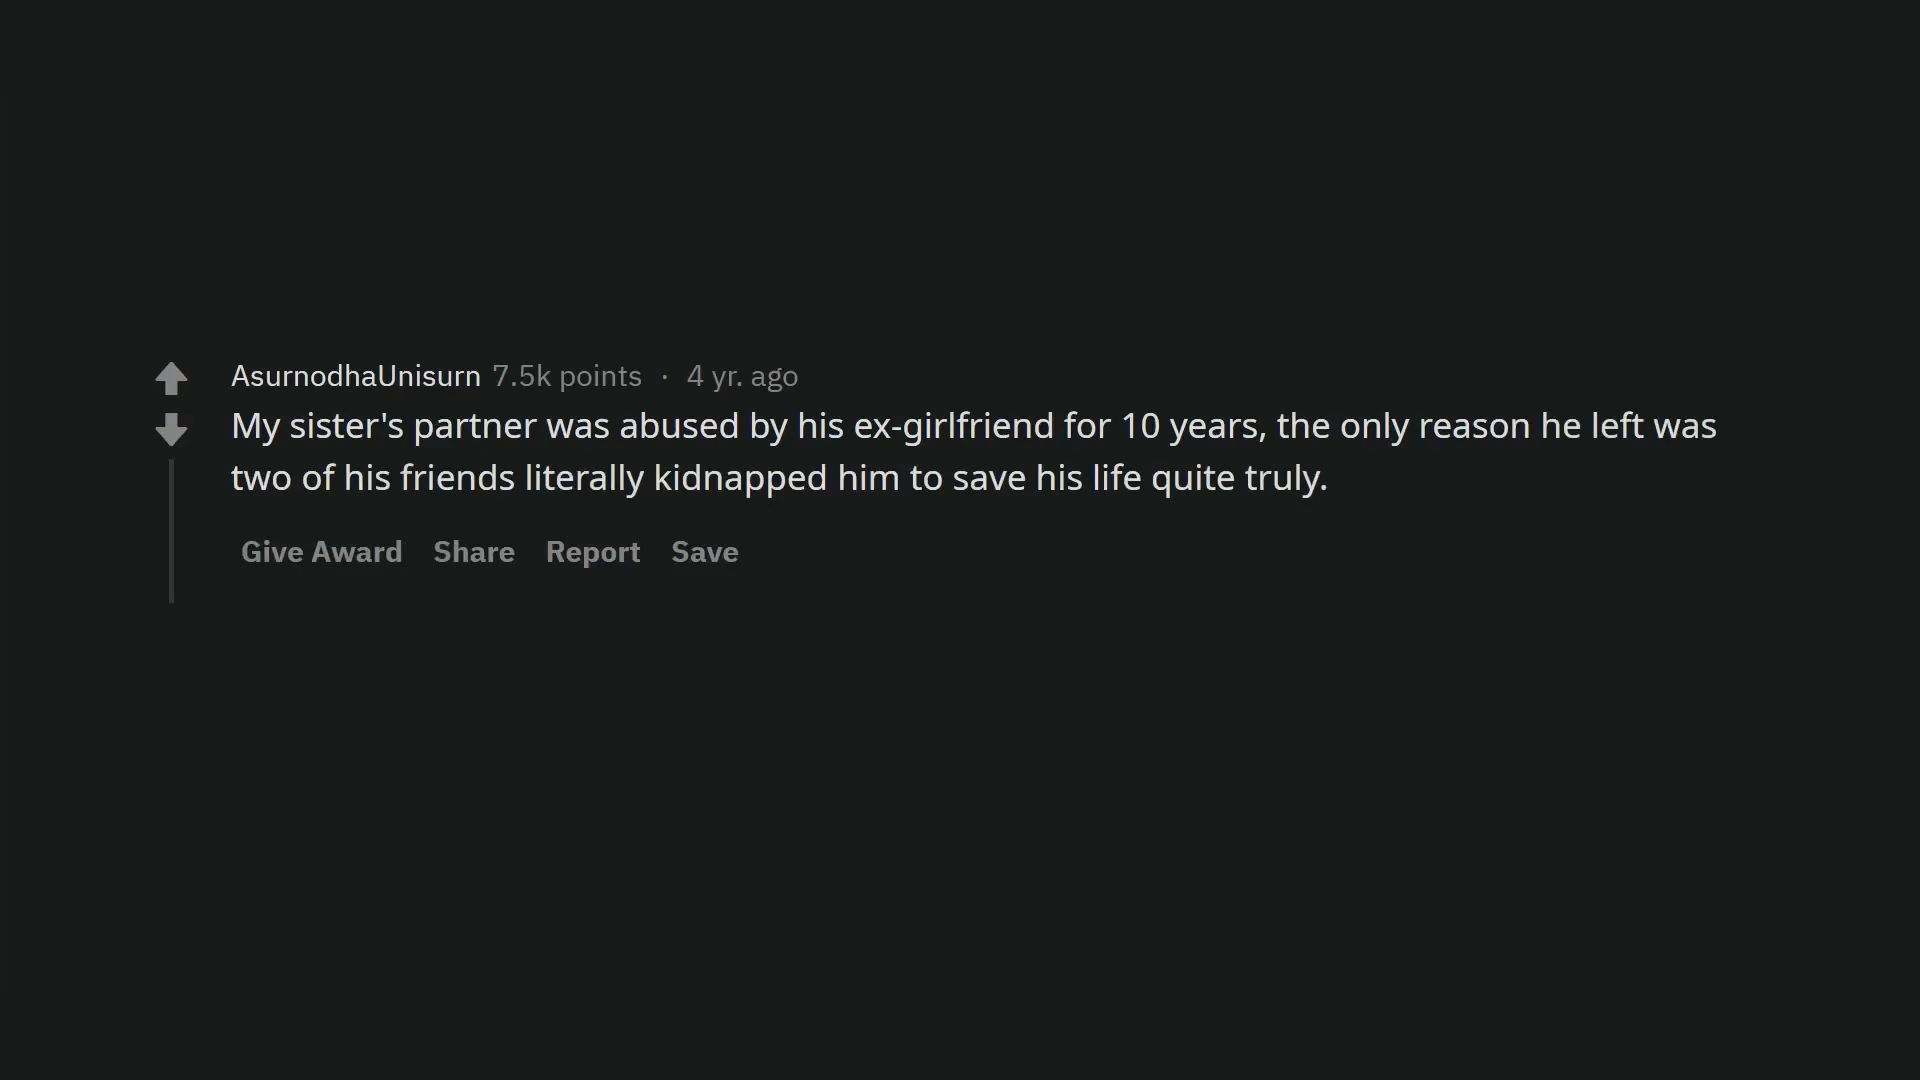 AsurnodhaUnisurn 7.5k points · 4 yr. ago
My sister's partner was abused by his ex-girlfriend for 10 years, the only reason he left was
two of his friends literally kidnapped him to save his life quite truly.
Give Award Share Report Save